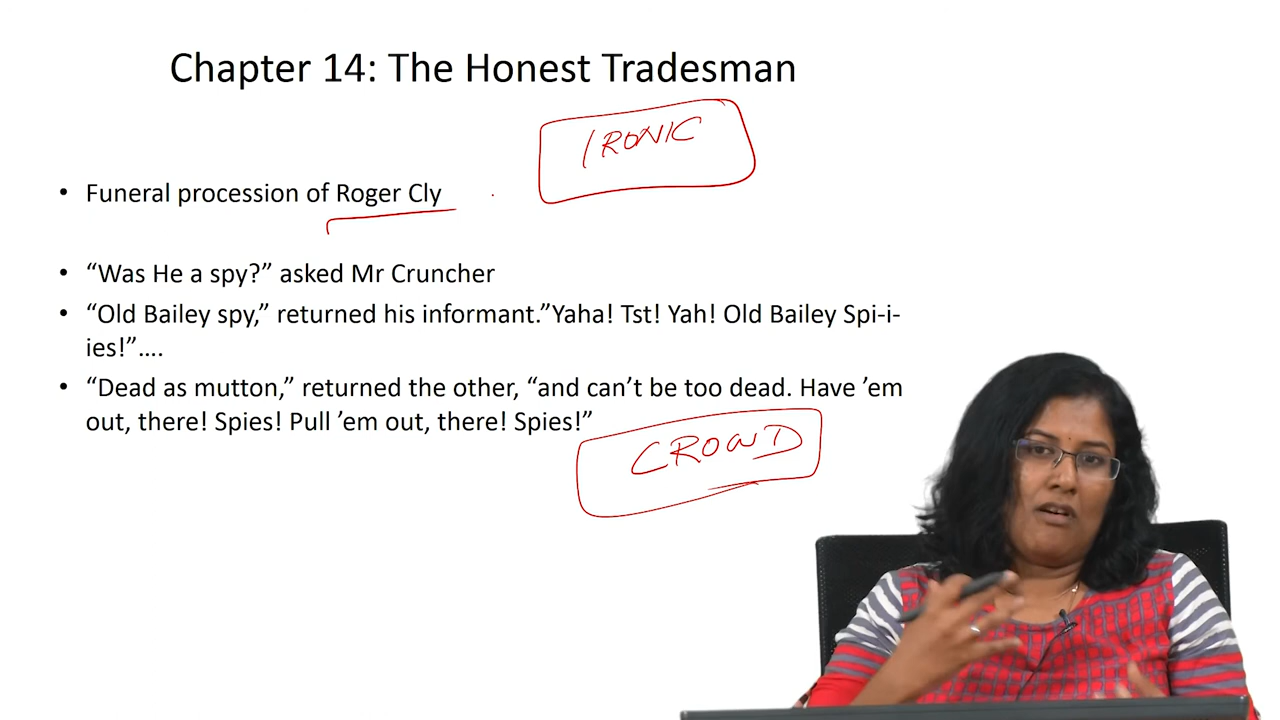 Chapter 14: The Honest Tradesman
IRONIC
• Funeral procession of Roger Cly
• “Was He a spy?” asked Mr Cruncher
• “Old Bailey spy,” returned his informant.”Yaha! Tst! Yah! Old Bailey Spi-i-
ies!”….
• “Dead as mutton,” returned the other, “and can’t be too dead. Have ’em
out, there! Spies! Pull ’em out, there! Spies!”
CROWD